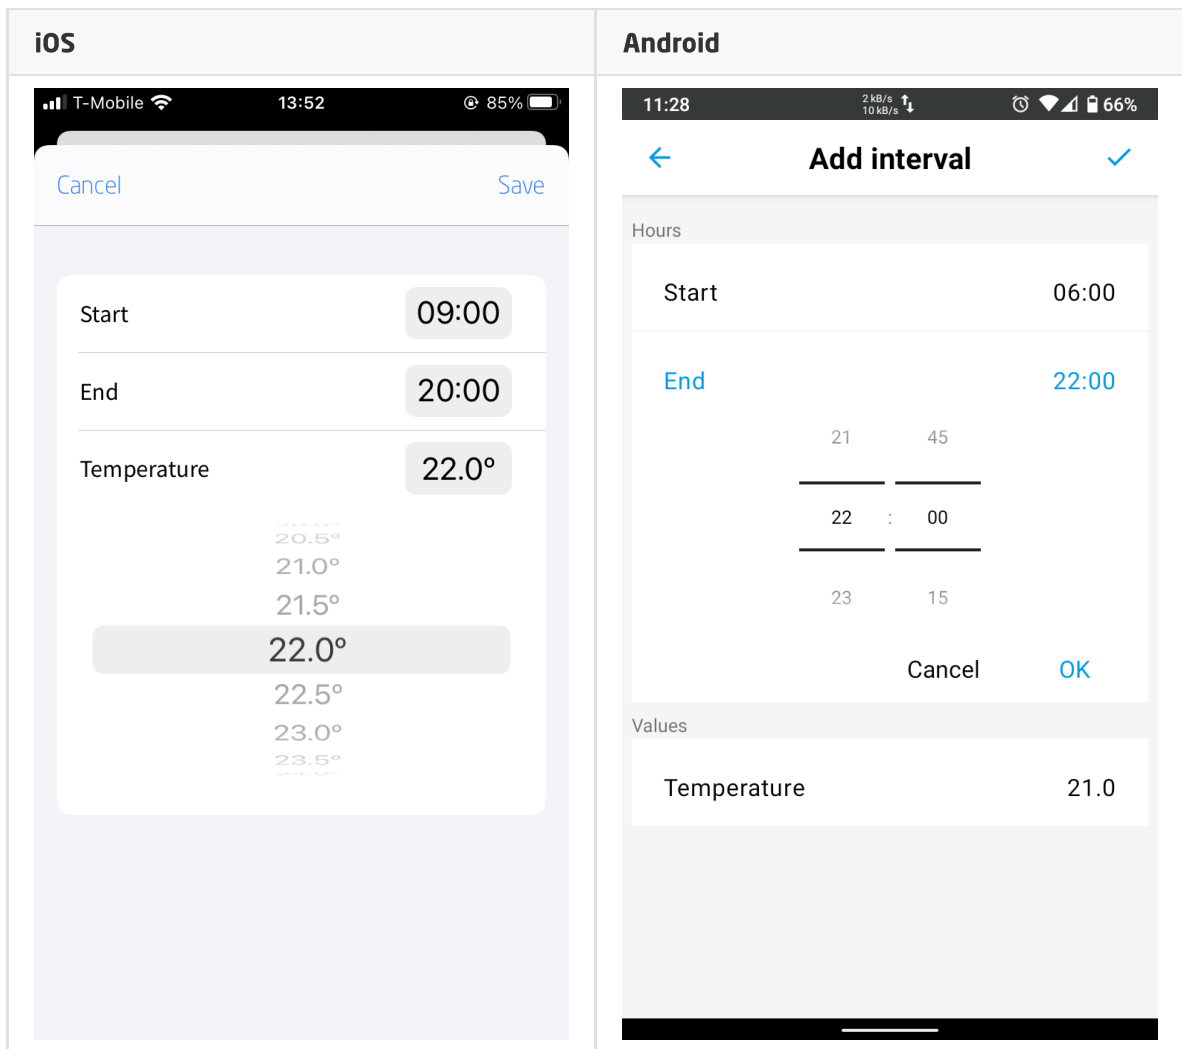 iOS
Android
T-Mobile 13:52 85%
Cancel Save
Start 09:00
End 20:00
Temperature 22.0°
20.5°
21.0°
21.5°
22.0°
22.5°
23.0°
23.5°
11:28 2 kB/s 66%
10 kB/s
Add interval
Hours
Start 06:00
End 22:00
21 45
22 : 00
23 15
Cancel OK
Values
Temperature 21.0